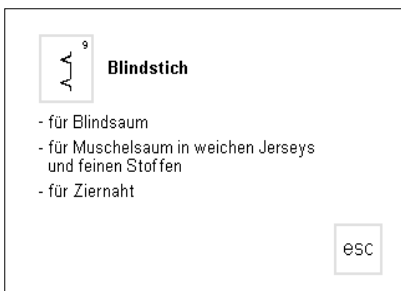 9
Blindstich
- für Blindsaum
- für Muschelsaum in weichen Jerseys
und feinen Stoffen
- für Ziernaht
esc